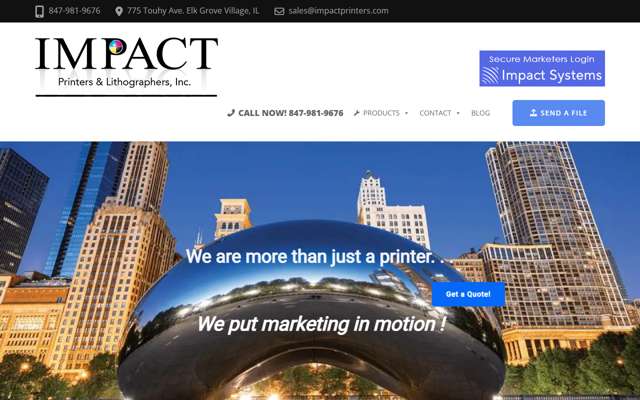 847-981-9676
775 Touhy Ave. Elk Grove Village, IL
sales@impactprinters.com
IMPACT
Printers & Lithographers, Inc.
Secure Marketers Login
Impact Systems
CALL NOW! 847-981-9676
PRODUCTS
CONTACT
BLOG
SEND A FILE
We are more than just a printer. . .
Get a Quote!
We put marketing in motion !